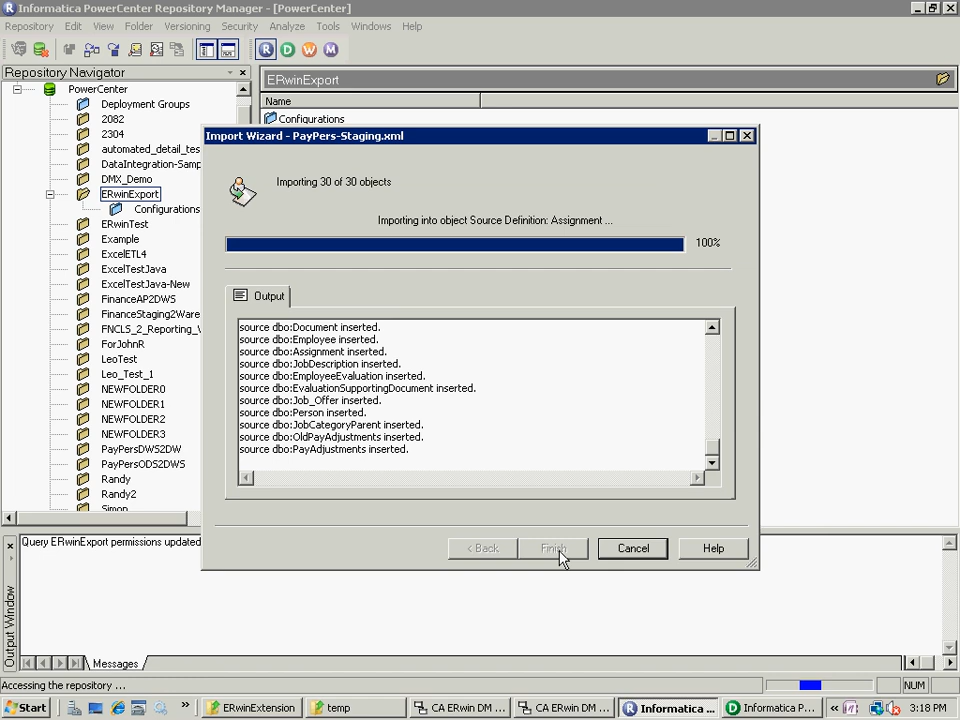 Informatica PowerCenter Repository Manager - [PowerCenter]
Repository Edit View Folder Versioning Security Analyze Tools Windows Help
R D W M
Repository Navigator
PowerCenter
Deployment Groups
2082
2304
automated_detail_tes
DataIntegration-Samp
DMX_Demo
ERwinExport
Configurations
ERwinTest
Example
ExcelETL4
ExcelTestJava
ExcelTestJava-New
FinanceAP2DWS
FinanceStaging2Ware
FNCLS_2_Reporting_V
ForJohnR
LeoTest
Leo_Test_1
NEWFOLDER0
NEWFOLDER1
NEWFOLDER2
NEWFOLDER3
PayPersDWS2DW
PayPersODS2DWS
Randy
Randy2
Simon
ERwinExport
Name
Configurations
Import Wizard - PayPers-Staging.xml
Importing 30 of 30 objects
Importing into object Source Definition: Assignment ...
100%
Output
source dbo:Document inserted.
source dbo:Employee inserted.
source dbo:Assignment inserted.
source dbo:JobDescription inserted.
source dbo:EmployeeEvaluation inserted.
source dbo:EvaluationSupportingDocument inserted.
source dbo:Job_Offer inserted.
source dbo:Person inserted.
source dbo:JobCategoryParent inserted.
source dbo:OldPayAdjustments inserted.
source dbo:PayAdjustments inserted.
< Back Finish Cancel Help
Query ERwinExport permissions updated
Output Window
Messages
Accessing the repository ...
NUM
Start » ERwinExtension temp CA ERwin DM ... CA ERwin DM ... Informatica ... Informatica P... « 3:18 PM